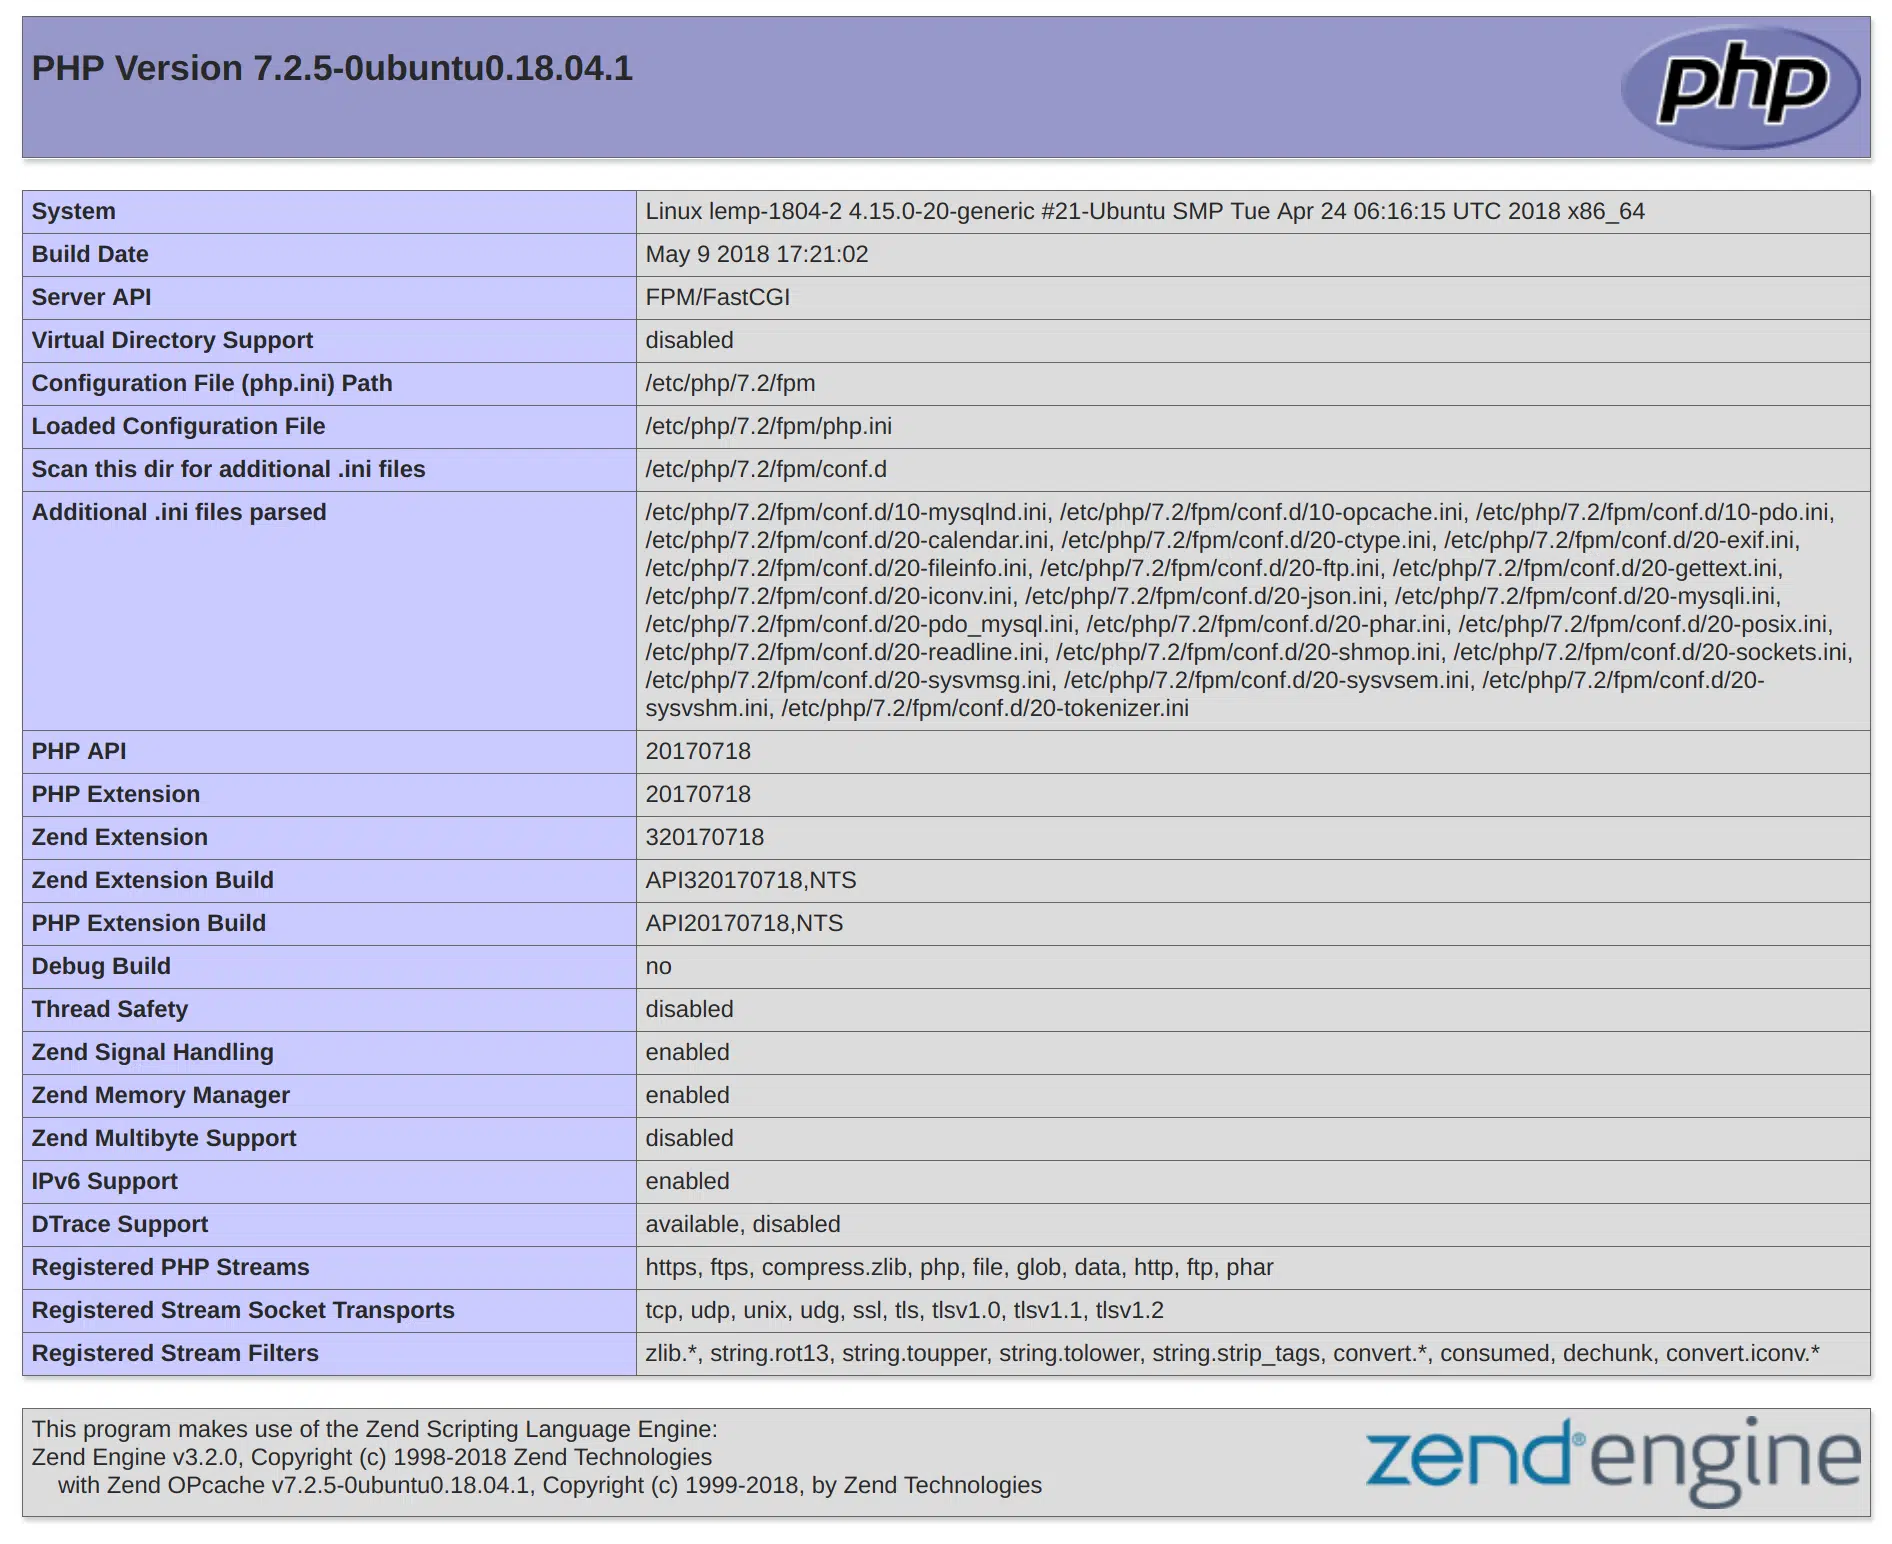 PHP Version 7.2.5-0ubuntu0.18.04.1
php
System Linux lemp-1804-2 4.15.0-20-generic #21-Ubuntu SMP Tue Apr 24 06:16:15 UTC 2018 x86_64
Build Date May 9 2018 17:21:02
Server API FPM/FastCGI
Virtual Directory Support disabled
Configuration File (php.ini) Path /etc/php/7.2/fpm
Loaded Configuration File /etc/php/7.2/fpm/php.ini
Scan this dir for additional .ini files /etc/php/7.2/fpm/conf.d
Additional .ini files parsed /etc/php/7.2/fpm/conf.d/10-mysqlnd.ini, /etc/php/7.2/fpm/conf.d/10-opcache.ini, /etc/php/7.2/fpm/conf.d/10-pdo.ini,
/etc/php/7.2/fpm/conf.d/20-calendar.ini, /etc/php/7.2/fpm/conf.d/20-ctype.ini, /etc/php/7.2/fpm/conf.d/20-exif.ini,
/etc/php/7.2/fpm/conf.d/20-fileinfo.ini, /etc/php/7.2/fpm/conf.d/20-ftp.ini, /etc/php/7.2/fpm/conf.d/20-gettext.ini,
/etc/php/7.2/fpm/conf.d/20-iconv.ini, /etc/php/7.2/fpm/conf.d/20-json.ini, /etc/php/7.2/fpm/conf.d/20-mysqli.ini,
/etc/php/7.2/fpm/conf.d/20-pdo_mysql.ini, /etc/php/7.2/fpm/conf.d/20-phar.ini, /etc/php/7.2/fpm/conf.d/20-posix.ini,
/etc/php/7.2/fpm/conf.d/20-readline.ini, /etc/php/7.2/fpm/conf.d/20-shmop.ini, /etc/php/7.2/fpm/conf.d/20-sockets.ini,
/etc/php/7.2/fpm/conf.d/20-sysvmsg.ini, /etc/php/7.2/fpm/conf.d/20-sysvsem.ini, /etc/php/7.2/fpm/conf.d/20-
sysvshm.ini, /etc/php/7.2/fpm/conf.d/20-tokenizer.ini
PHP API 20170718
PHP Extension 20170718
Zend Extension 320170718
Zend Extension Build API320170718,NTS
PHP Extension Build API20170718,NTS
Debug Build no
Thread Safety disabled
Zend Signal Handling enabled
Zend Memory Manager enabled
Zend Multibyte Support disabled
IPv6 Support enabled
DTrace Support available, disabled
Registered PHP Streams https, ftps, compress.zlib, php, file, glob, data, http, ftp, phar
Registered Stream Socket Transports tcp, udp, unix, udg, ssl, tls, tlsv1.0, tlsv1.1, tlsv1.2
Registered Stream Filters zlib.*, string.rot13, string.toupper, string.tolower, string.strip_tags, convert.*, consumed, dechunk, convert.iconv.*
This program makes use of the Zend Scripting Language Engine:
Zend Engine v3.2.0, Copyright (c) 1998-2018 Zend Technologies
with Zend OPcache v7.2.5-0ubuntu0.18.04.1, Copyright (c) 1999-2018, by Zend Technologies
zend® engine